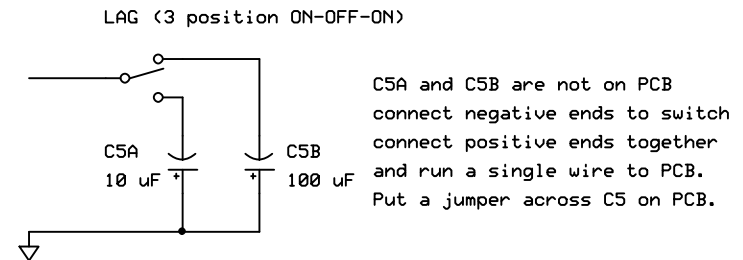 LAG (3 position ON-OFF-ON)
C5A and C5B are not on PCB
connect negative ends to switch
connect positive ends together
and run a single wire to PCB.
Put a jumper across C5 on PCB.
C5A
10 uF
+
C5B
100 uF
+